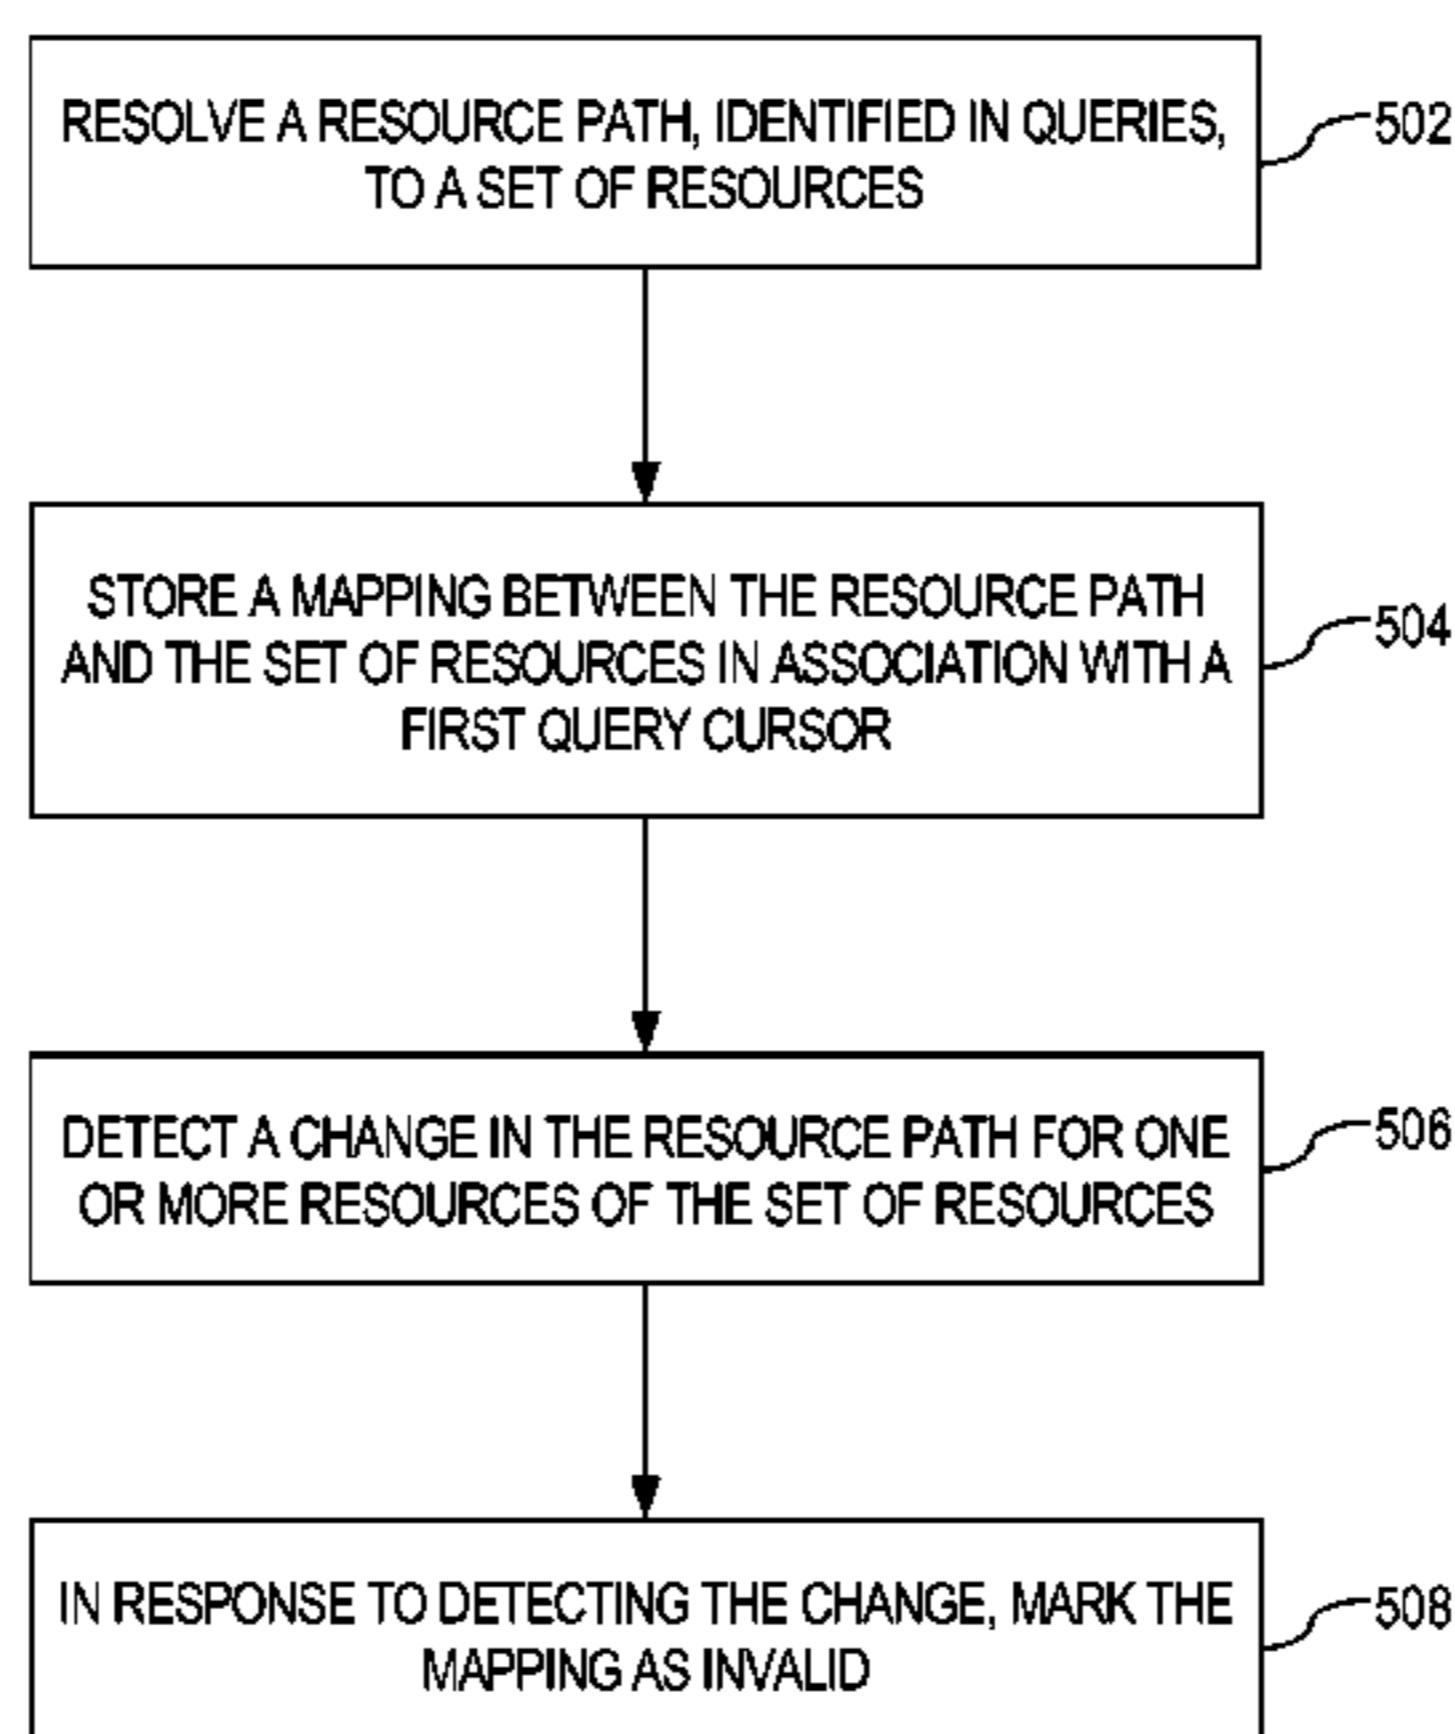 RESOLVE A RESOURCE PATH, IDENTIFIED IN QUERIES,
TO A SET OF RESOURCES
502
STORE A MAPPING BETWEEN THE RESOURCE PATH
AND THE SET OF RESOURCES IN ASSOCIATION WITH A
FIRST QUERY CURSOR
504
DETECT A CHANGE IN THE RESOURCE PATH FOR ONE
OR MORE RESOURCES OF THE SET OF RESOURCES
506
IN RESPONSE TO DETECTING THE CHANGE, MARK THE
MAPPING AS INVALID
508